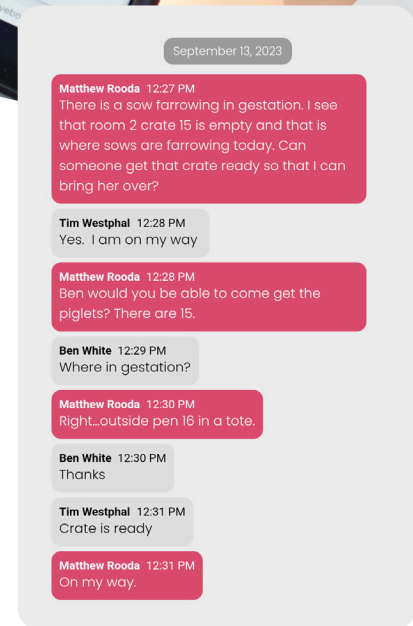 September 13, 2023
Matthew Rooda 12:27 PM
There is a sow farrowing in gestation. I see
that room 2 crate 15 is empty and that is
where sows are farrowing today. Can
someone get that crate ready so that I can
bring her over?
Tim Westphal 12:28 PM
Yes. I am on my way
Matthew Rooda 12:28 PM
Ben would you be able to come get the
piglets? There are 15.
Ben White 12:29 PM
Where in gestation?
Matthew Rooda 12:30 PM
Right...outside pen 16 in a tote.
Ben White 12:30 PM
Thanks
Tim Westphal 12:31 PM
Crate is ready
Matthew Rooda 12:31 PM
On my way.